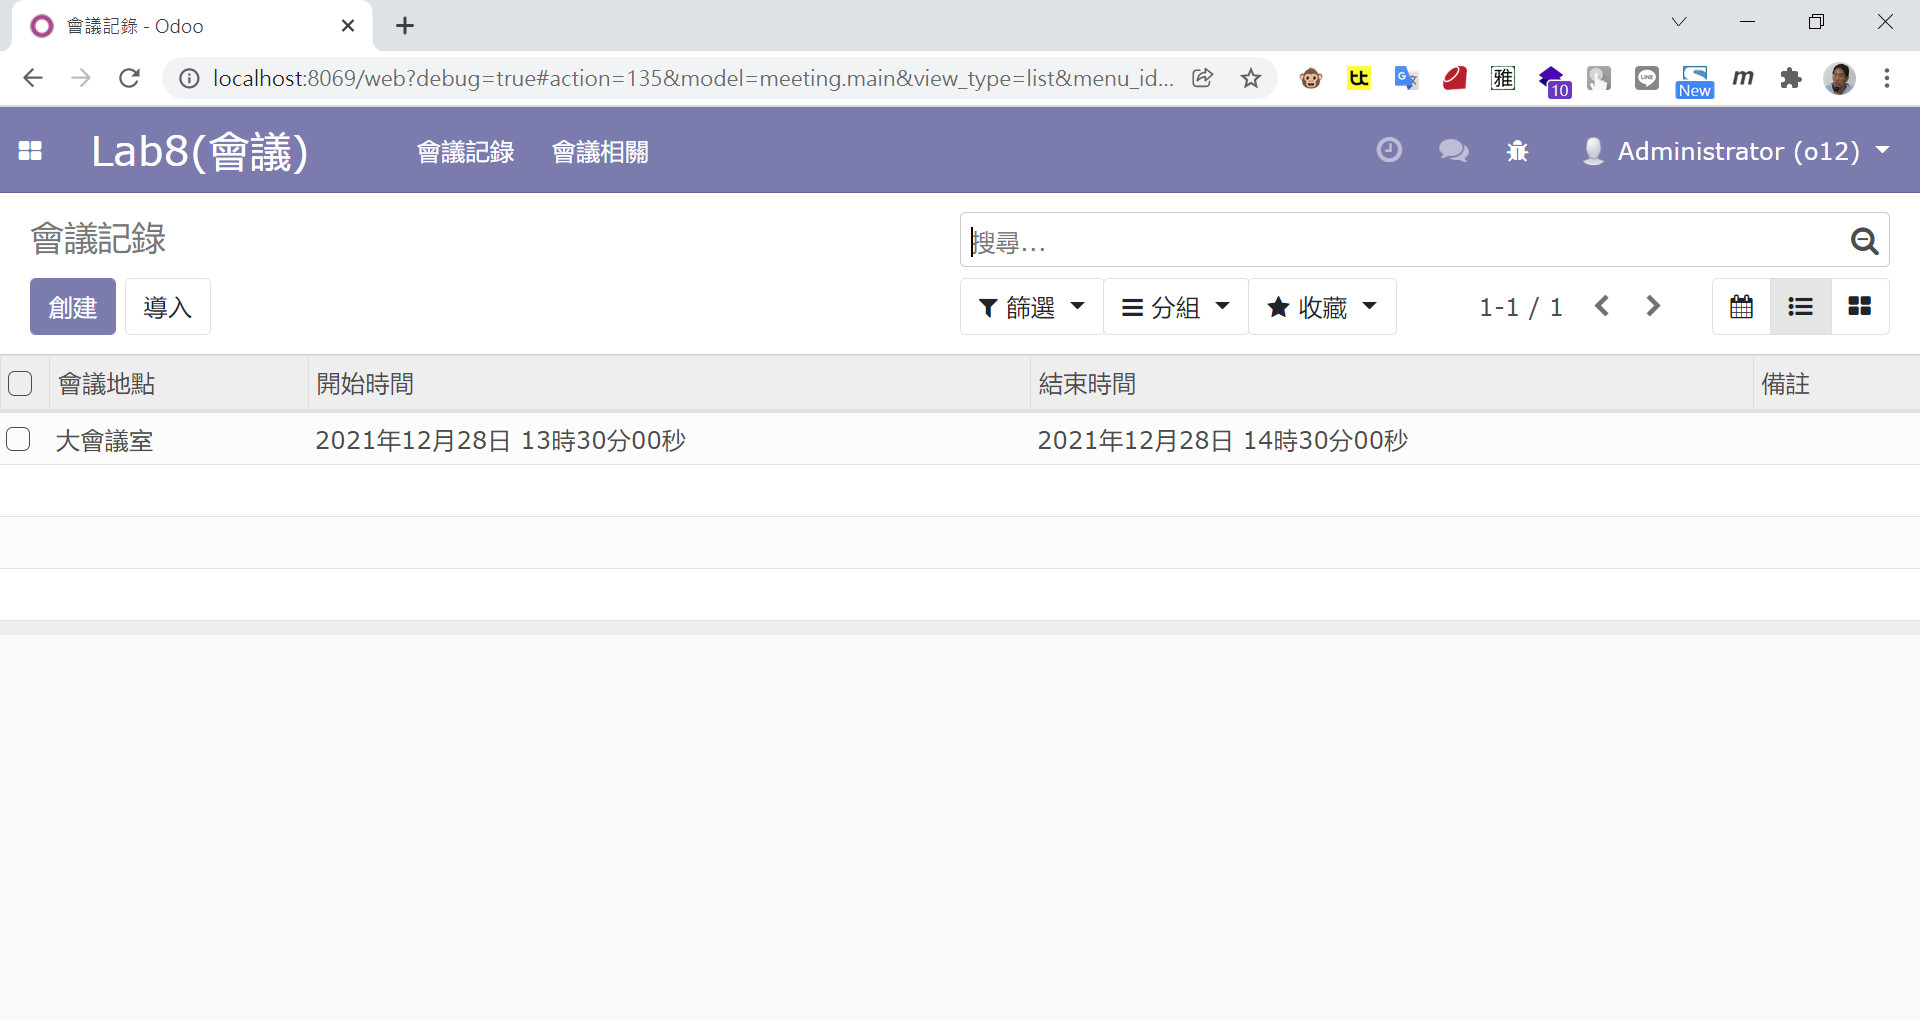 會議記錄 - Odoo
localhost:8069/web?debug=true#action=135&model=meeting.main&view_type=list&menu_id...
tt
雅
10
LINE
New
m
Lab8(會議)
會議記錄
會議相關
Administrator (o12)
會議記錄
搜尋...
創建
導入
篩選
分組
收藏
1-1 / 1
會議地點
開始時間
結束時間
備註
大會議室
2021年12月28日 13時30分00秒
2021年12月28日 14時30分00秒